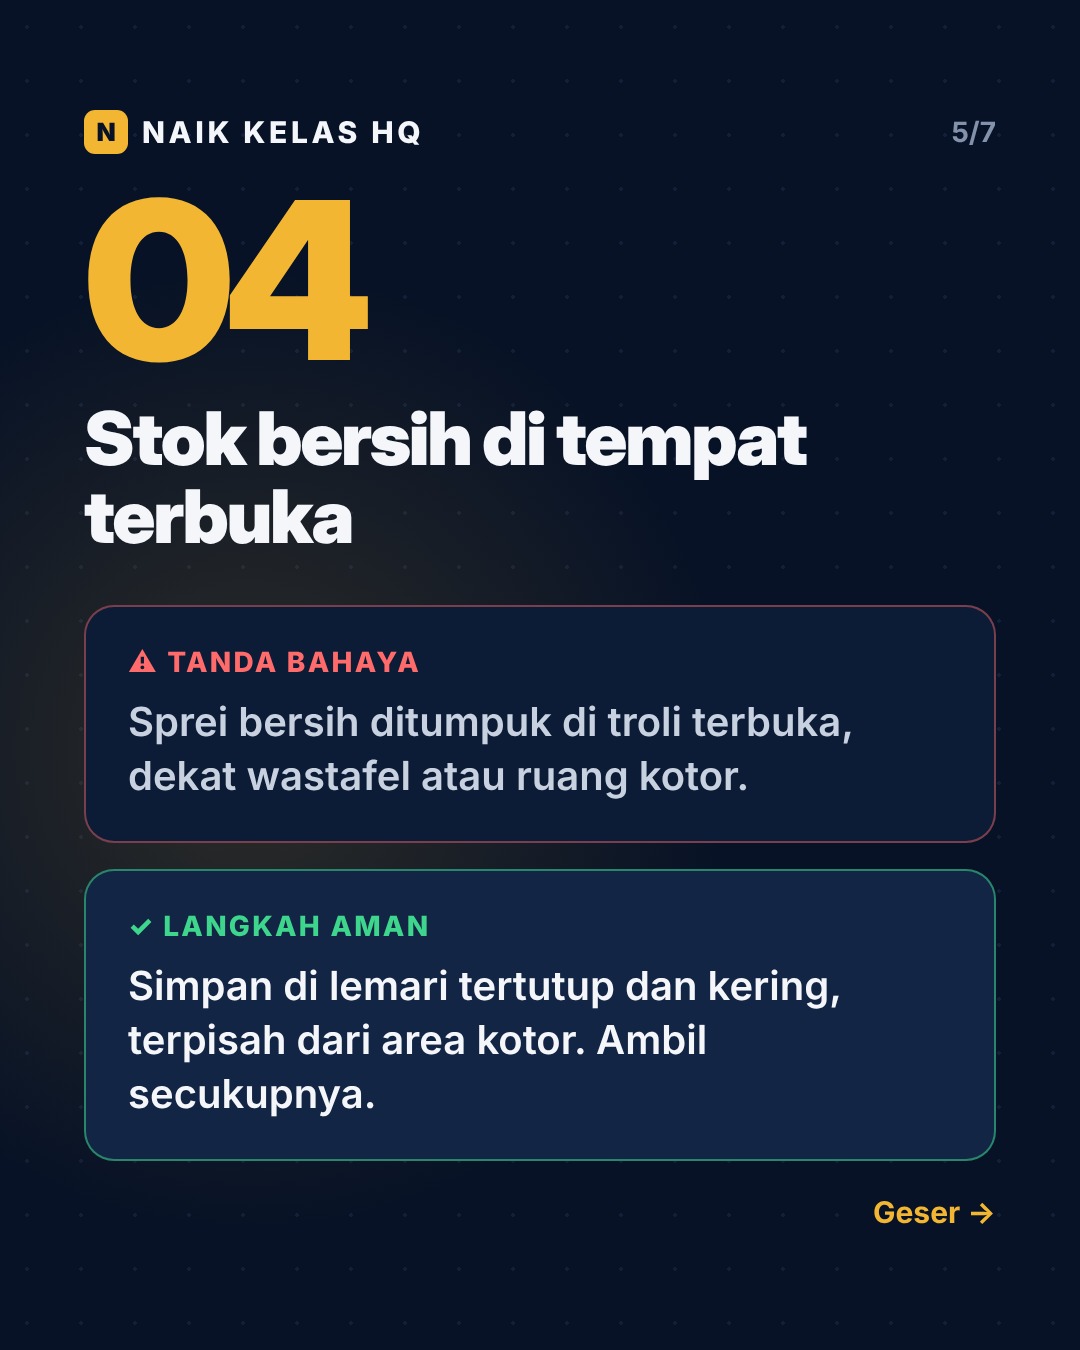 N NAIK KELAS HQ
5/7
04
Stok bersih di tempat
terbuka
⚠ TANDA BAHAYA
Sprei bersih ditumpuk di troli terbuka,
dekat wastafel atau ruang kotor.
✓ LANGKAH AMAN
Simpan di lemari tertutup dan kering,
terpisah dari area kotor. Ambil
secukupnya.
Geser →